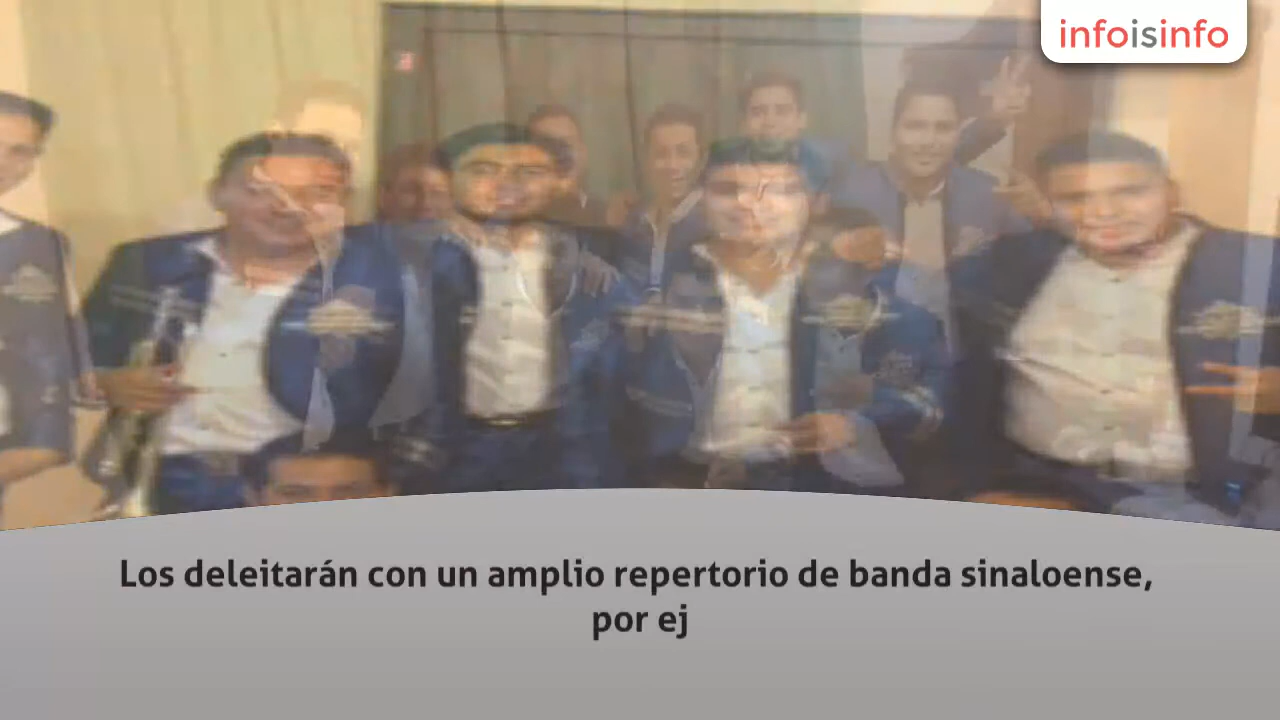 infoisinfo
Los deleitarán con un amplio repertorio de banda sinaloense,
por ej